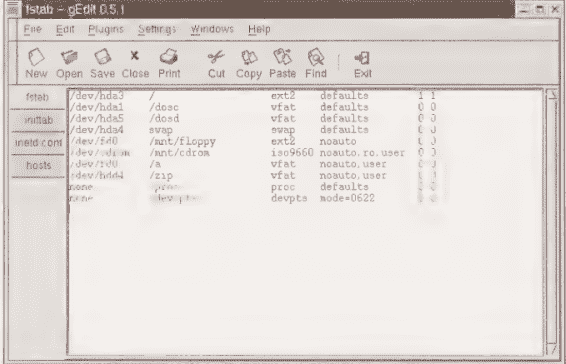 fstab - gEdit 0.5.1
File Edit Plugins Settings Windows Help
New Open Save Close Print Cut Copy Paste Find Exit
fstab
inittab
inetd.conf
hosts
/dev/hda3 / ext2 defaults 1 1
/dev/hda1 /dosc vfat defaults 0 0
/dev/hda5 /dosd vfat defaults 0 0
/dev/hda4 swap swap defaults 0 0
/dev/fd0 /mnt/floppy ext2 noauto 0 0
/dev/cdrom /mnt/cdrom iso9660 noauto,ro,user 0 0
/dev/fd0 /a vfat noauto,user 0 0
/dev/hdd4 /zip vfat noauto,user 0 0
none /proc proc defaults
none /dev/pts devpts mode=0622